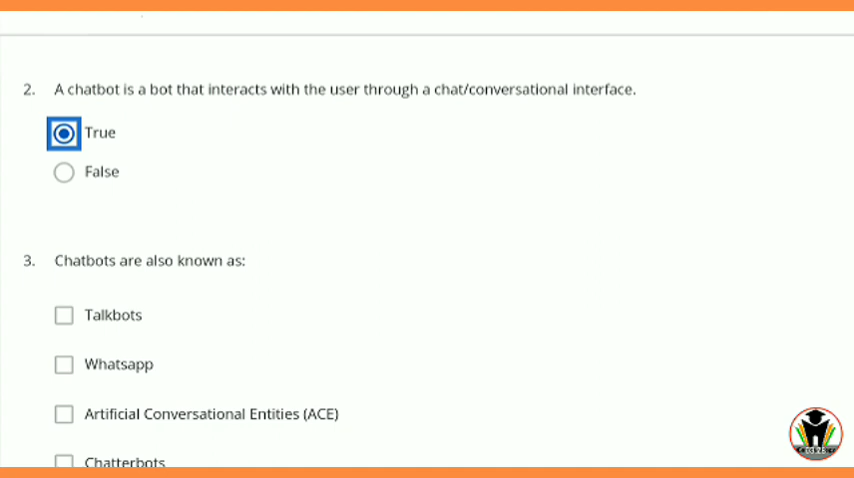 2. A chatbot is a bot that interacts with the user through a chat/conversational interface.
True
False
3. Chatbots are also known as:
Talkbots
Whatsapp
Artificial Conversational Entities (ACE)
Chatterbots